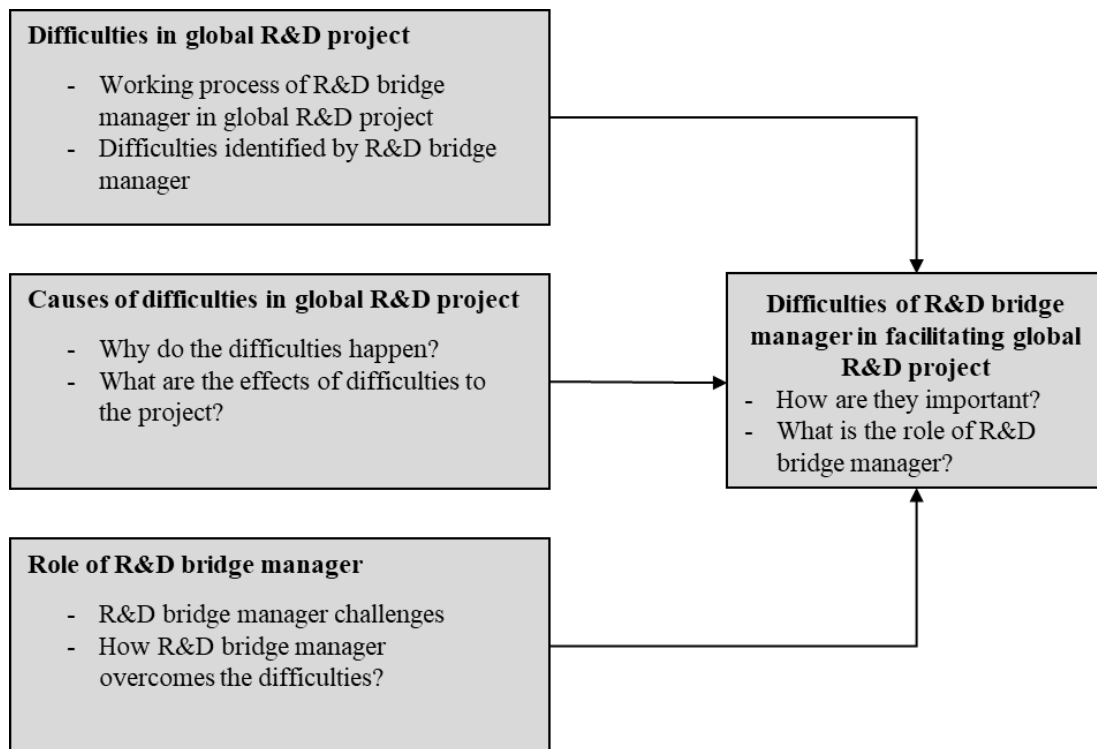 Difficulties in global R&D project
- Working process of R&D bridge
manager in global R&D project
- Difficulties identified by R&D bridge
manager
Causes of difficulties in global R&D project
- Why do the difficulties happen?
- What are the effects of difficulties to
the project?
Role of R&D bridge manager
- R&D bridge manager challenges
- How R&D bridge manager
overcomes the difficulties?
Difficulties of R&D bridge
manager in facilitating global
R&D project
- How are they important?
- What is the role of R&D
bridge manager?